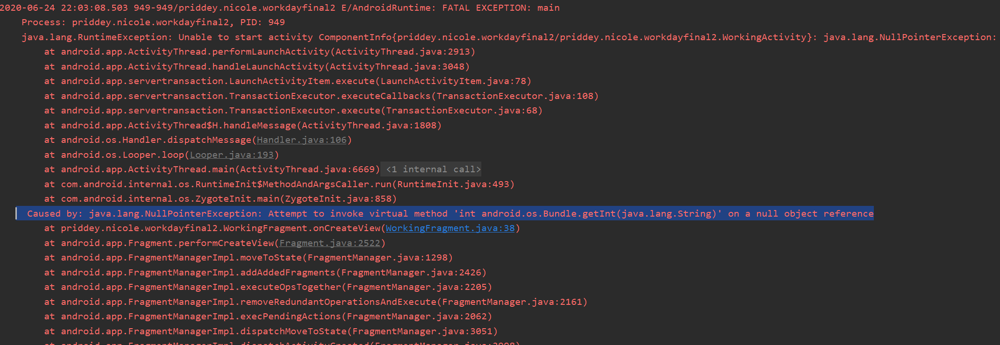 2020-06-24 22:03:08.503 949-949/priddey.nicole.workdayfinal2 E/AndroidRuntime: FATAL EXCEPTION: main
Process: priddey.nicole.workdayfinal2, PID: 949
java.lang.RuntimeException: Unable to start activity ComponentInfo{priddey.nicole.workdayfinal2/priddey.nicole.workdayfinal2.WorkingActivity}: java.lang.NullPointerException:
at android.app.ActivityThread.performLaunchActivity(ActivityThread.java:2913)
at android.app.ActivityThread.handleLaunchActivity(ActivityThread.java:3048)
at android.app.servertransaction.LaunchActivityItem.execute(LaunchActivityItem.java:78)
at android.app.servertransaction.TransactionExecutor.executeCallbacks(TransactionExecutor.java:108)
at android.app.servertransaction.TransactionExecutor.execute(TransactionExecutor.java:68)
at android.app.ActivityThread$H.handleMessage(ActivityThread.java:1808)
at android.os.Handler.dispatchMessage(Handler.java:106)
at android.os.Looper.loop(Looper.java:193)
at android.app.ActivityThread.main(ActivityThread.java:6669) <1 internal call>
at com.android.internal.os.RuntimeInit$MethodAndArgsCaller.run(RuntimeInit.java:493)
at com.android.internal.os.ZygoteInit.main(ZygoteInit.java:858)
Caused by: java.lang.NullPointerException: Attempt to invoke virtual method 'int android.os.Bundle.getInt(java.lang.String)' on a null object reference
at priddey.nicole.workdayfinal2.WorkingFragment.onCreateView(WorkingFragment.java:38)
at android.app.Fragment.performCreateView(Fragment.java:2522)
at android.app.FragmentManagerImpl.moveToState(FragmentManager.java:1298)
at android.app.FragmentManagerImpl.addAddedFragments(FragmentManager.java:2426)
at android.app.FragmentManagerImpl.executeOpsTogether(FragmentManager.java:2205)
at android.app.FragmentManagerImpl.removeRedundantOperationsAndExecute(FragmentManager.java:2161)
at android.app.FragmentManagerImpl.execPendingActions(FragmentManager.java:2062)
at android.app.FragmentManagerImpl.dispatchMoveToState(FragmentManager.java:3051)
at android.app.FragmentManagerImpl.dispatchActivityCreated(FragmentManager.java:2998)